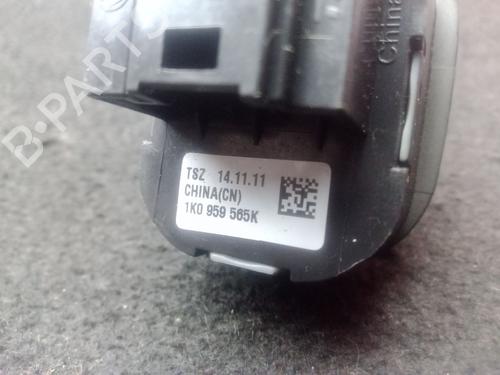 China
TSZ 14.11.11
CHINA(CN)
1K0 959 565K
B-PARTS